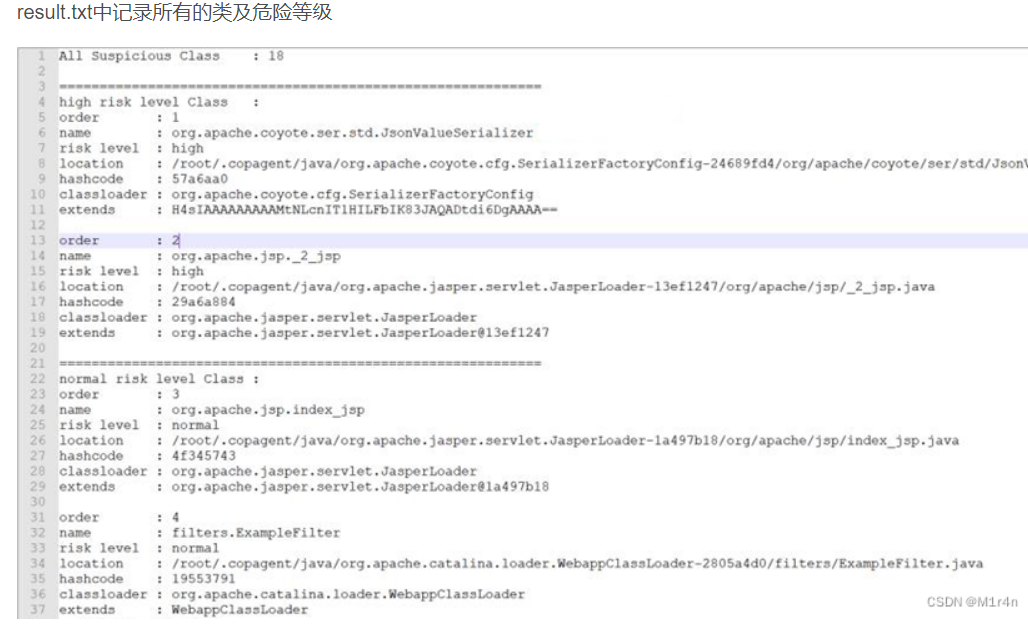 result.txt中记录所有的类及危险等级
1 All Suspicious Class : 18
2
3 ============================================================
4 high risk level Class :
5 order : 1
6 name : org.apache.coyote.ser.std.JsonValueSerializer
7 risk level : high
8 location : /root/.copagent/java/org.apache.coyote.cfg.SerializerFactoryConfig-24689fd4/org/apache/coyote/ser/std/JsonV
9 hashcode : 57a6aa0
10 classloader : org.apache.coyote.cfg.SerializerFactoryConfig
11 extends : H4sIAAAAAAAAAMtNLcnITlHILFbIK83JAQADtdi6DgAAAA==
12
13 order : 2
14 name : org.apache.jsp._2_jsp
15 risk level : high
16 location : /root/.copagent/java/org.apache.jasper.servlet.JasperLoader-13ef1247/org/apache/jsp/_2_jsp.java
17 hashcode : 29a6a884
18 classloader : org.apache.jasper.servlet.JasperLoader
19 extends : org.apache.jasper.servlet.JasperLoader@13ef1247
20
21 ============================================================
22 normal risk level Class :
23 order : 3
24 name : org.apache.jsp.index_jsp
25 risk level : normal
26 location : /root/.copagent/java/org.apache.jasper.servlet.JasperLoader-1a497b18/org/apache/jsp/index_jsp.java
27 hashcode : 4f345743
28 classloader : org.apache.jasper.servlet.JasperLoader
29 extends : org.apache.jasper.servlet.JasperLoader@1a497b18
30
31 order : 4
32 name : filters.ExampleFilter
33 risk level : normal
34 location : /root/.copagent/java/org.apache.catalina.loader.WebappClassLoader-2805a4d0/filters/ExampleFilter.java
35 hashcode : 19553791
36 classloader : org.apache.catalina.loader.WebappClassLoader
37 extends : WebappClassLoader
CSDN @M1r4n